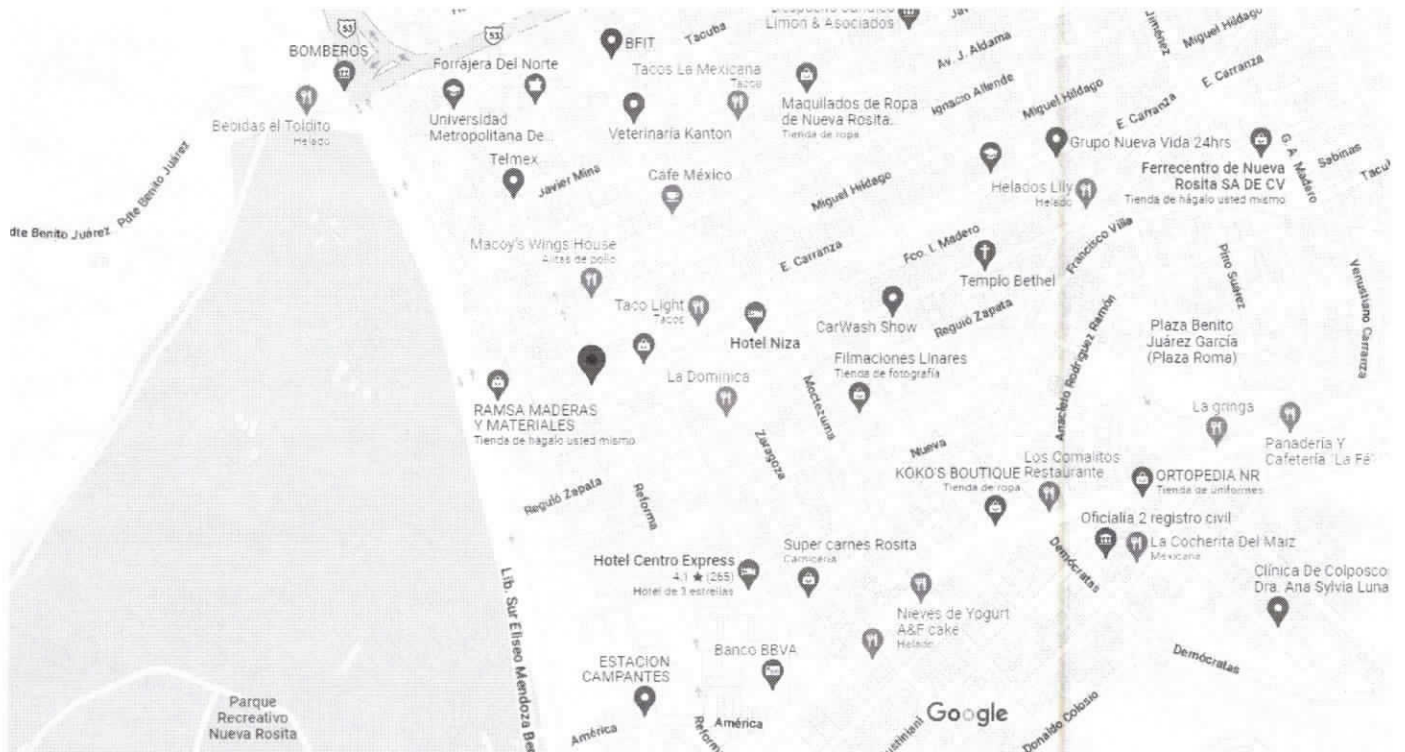 53
53
BOMBEROS
BFIT
Tacuba
Limon & Asociados
Av. J. Aldama
Jiménez
Miguel Hildago
Forrajera Del Norte
Tacos La Mexicana
Tacos
Ignacio Allende
E. Carranza
Bebidas el Toldito
Helado
Universidad
Metropolitana De...
Veterinaria Kanton
Maquilados de Ropa
de Nueva Rosita...
Tienda de ropa
Miguel Hildago
E. Carranza
Grupo Nueva Vida 24hrs
G. A. Madero
Sabinas
Telmex
Javier Mina
Cafe México
Miguel Hildago
Helados Lily
Helado
Ferrecentro de Nueva
Rosita SA DE CV
Tienda de hágalo usted mismo
dte Benito Juárez
Pdte Benito Juárez
Macoy's Wings House
Alitas de pollo
E. Carranza
Fco. I. Madero
Templo Bethel
Francisco Villa
Pino Suárez
Venustiano Carranza
Taco Light
Tacos
Hotel Niza
CarWash Show
Reguló Zapata
Anacleto Rodríguez Ramón
Plaza Benito
Juárez García
(Plaza Roma)
Filmaciones Linares
Tienda de fotografía
La Dominica
Moctezuma
RAMSA MADERAS
Y MATERIALES
Tienda de hágalo usted mismo
Zaragoza
Nueva
La gringa
Panadería Y
Cafetería "La Fé"
KOKO'S BOUTIQUE
Tienda de ropa
Los Comalitos
Restaurante
ORTOPEDIA NR
Tienda de uniformes
Reguló Zapata
Reforma
Oficialia 2 registro civil
La Cocherita Del Maiz
Mexicana
Demócratas
Hotel Centro Express
4.1 ★ (265)
Hotel de 3 estrellas
Super carnes Rosita
Carnicería
Clínica De Colposco
Dra. Ana Sylvia Luna
Lib. Sur Eliseo Mendoza Ber
Nieves de Yogurt
A&F cake
Helado
Banco BBVA
ESTACION
CAMPANTES
Demócratas
Parque
Recreativo
Nueva Rosita
América
América
Google
Donaldo Colosio